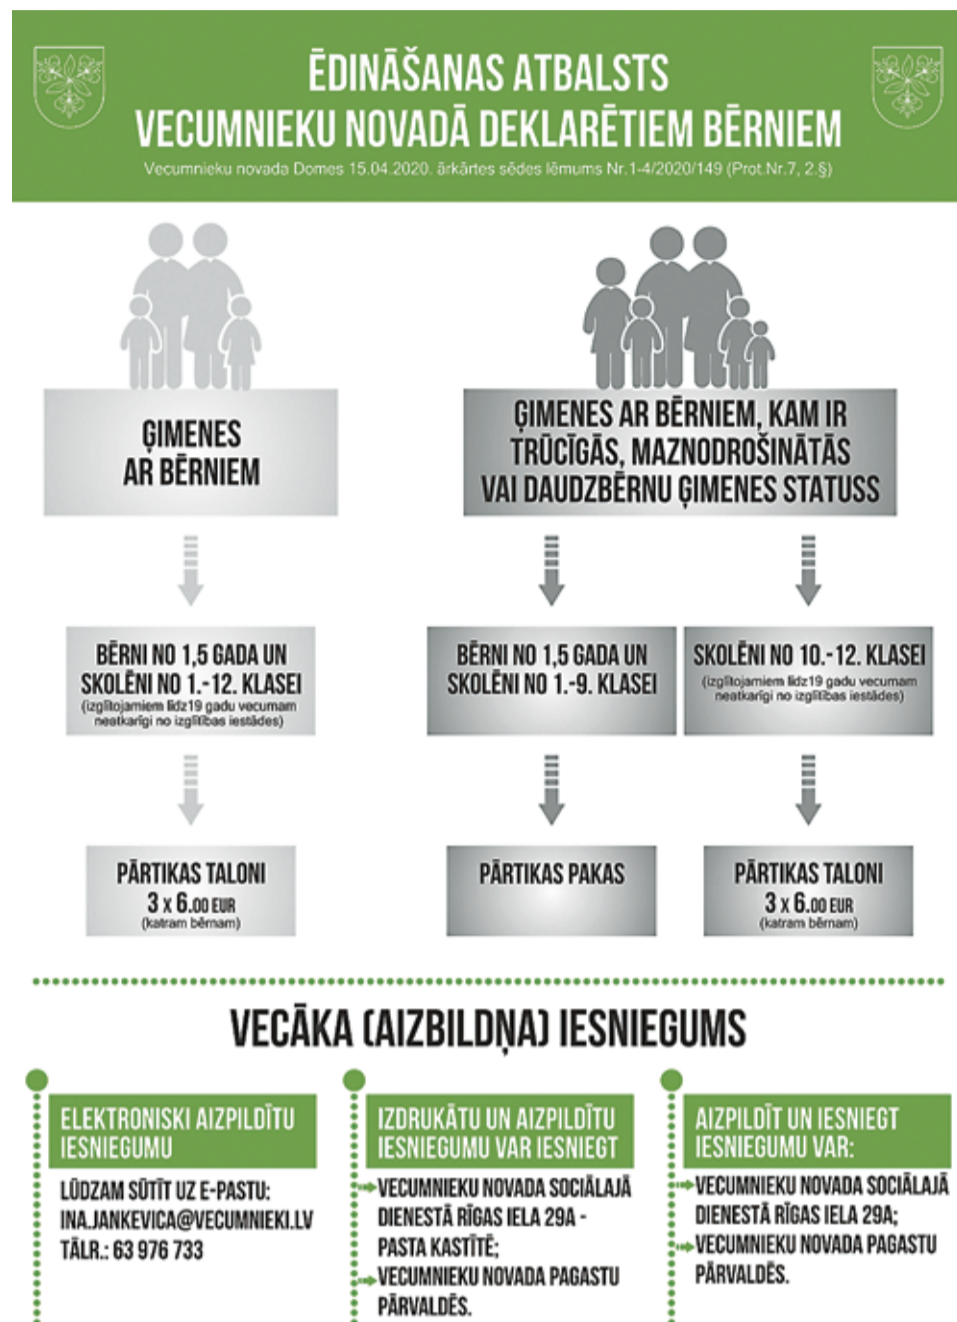 ĒDINĀŠANAS ATBALSTS
VECUMNIEKU NOVADĀ DEKLARĒTIEM BĒRNIEM
Vecumnieku novada Domes 15.04.2020. ārkārtes sēdes lēmums Nr.1-4/2020/149 (Prot.Nr.7, 2.§)
ĢIMENES
AR BĒRNIEM
BĒRNI NO 1,5 GADA UN
SKOLĒNI NO 1.-12. KLASEI
(izglītojamiem līdz19 gadu vecumam
neatkarīgi no izglītības iestādes)
PĀRTIKAS TALONI
3 x 6.00 EUR
(katram bērnam)
ĢIMENES AR BĒRNIEM, KAM IR
TRŪCĪGĀS, MAZNODROŠINĀTĀS
VAI DAUDZBĒRNU ĢIMENES STATUSS
BĒRNI NO 1,5 GADA UN
SKOLĒNI NO 1.-9. KLASEI
PĀRTIKAS PAKAS
SKOLĒNI NO 10.-12. KLASEI
(izglītojamiem līdz19 gadu vecumam
neatkarīgi no izglītības iestādes)
PĀRTIKAS TALONI
3 x 6.00 EUR
(katram bērnam)
VECĀKA (AIZBILDŅA) IESNIEGUMS
ELEKTRONISKI AIZPILDĪTU
IESNIEGUMU
LŪDZAM SŪTĪT UZ E-PASTU:
INA.JANKEVICA@VECUMNIEKI.LV
TĀLR.: 63 976 733
IZDRUKĀTU UN AIZPILDĪTU
IESNIEGUMU VAR IESNIEGT
VECUMNIEKU NOVADA SOCIĀLAJĀ
DIENESTĀ RĪGAS IELA 29A -
PASTA KASTĪTĒ;
VECUMNIEKU NOVADA PAGASTU
PĀRVALDĒS.
AIZPILDĪT UN IESNIEGT
IESNIEGUMU VAR:
VECUMNIEKU NOVADA SOCIĀLAJĀ
DIENESTĀ RĪGAS IELA 29A;
VECUMNIEKU NOVADA PAGASTU
PĀRVALDĒS.